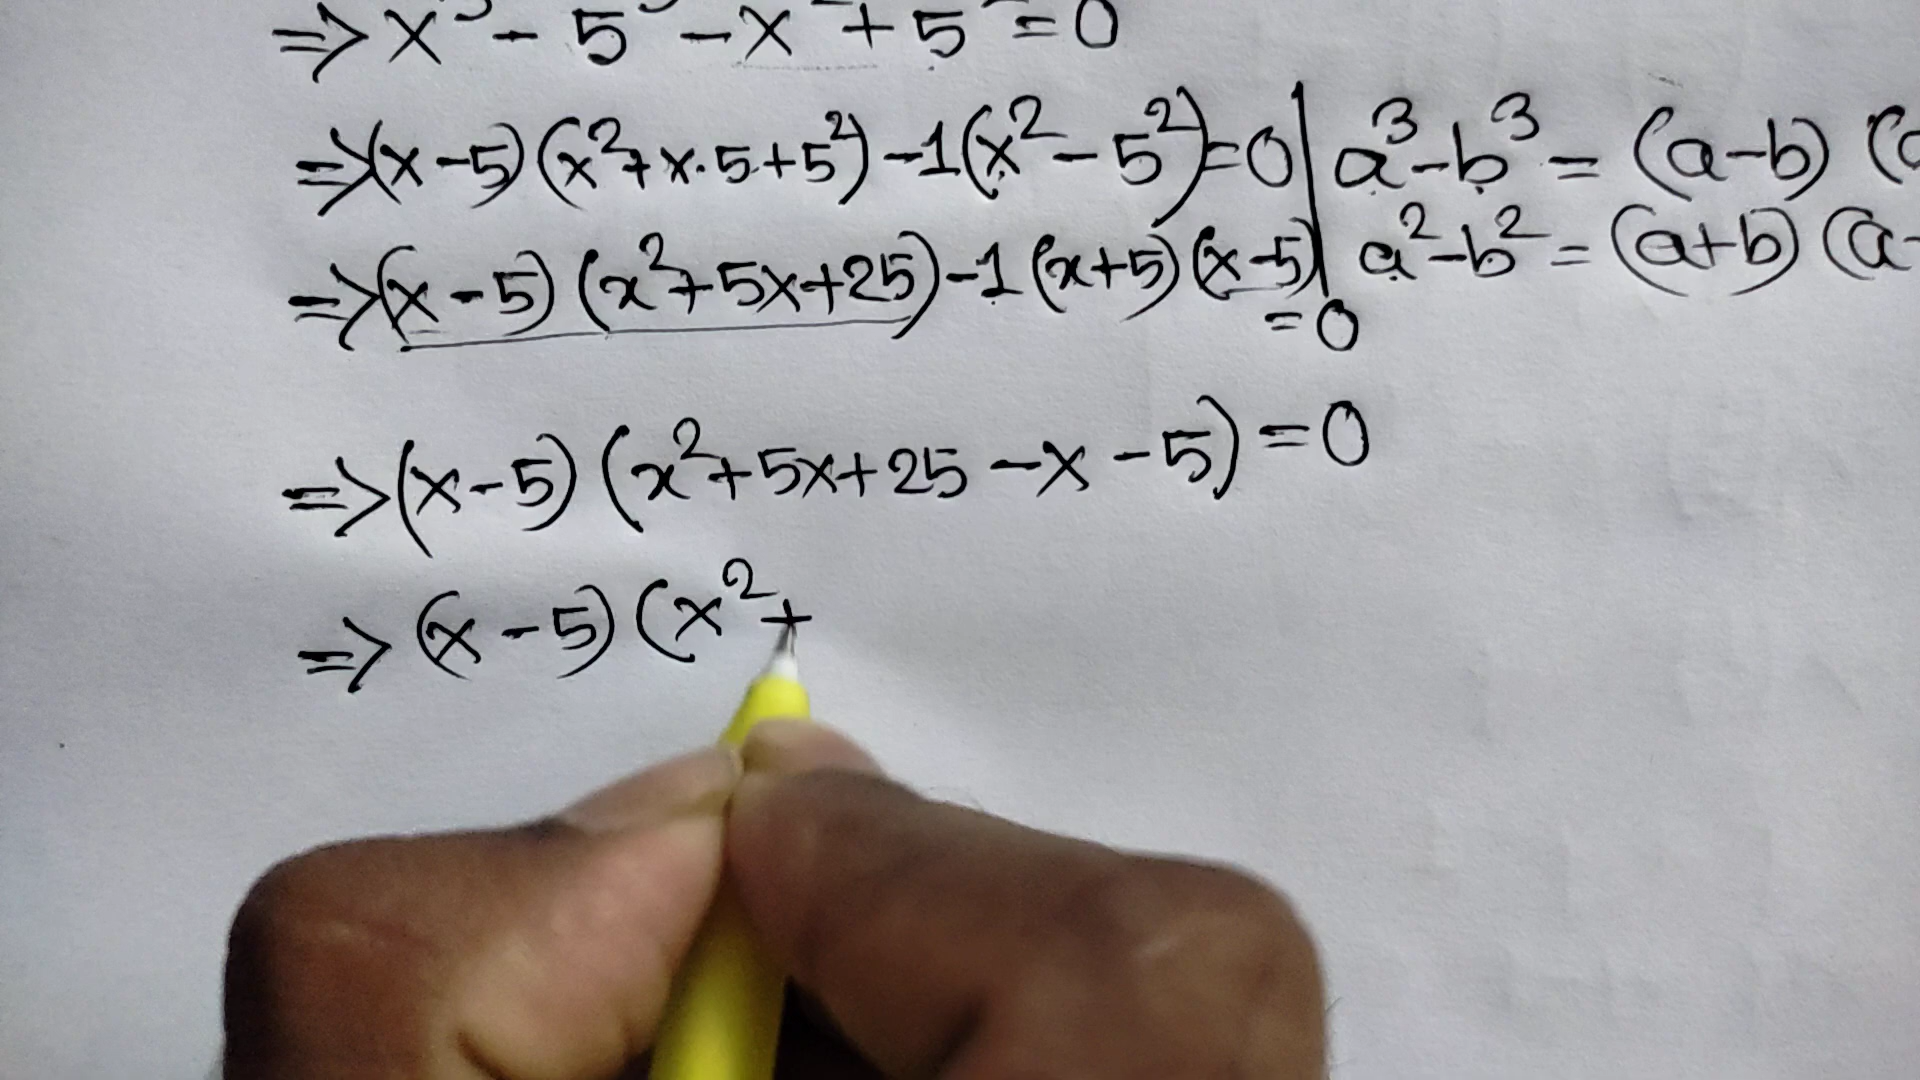 => x³ - 5³ - x² + 5² = 0
=> (x-5) (x²+x.5+5²) -1(x²-5²)=0
=> (x-5) (x²+5x+25) -1 (x+5) (x-5)
=0
a³-b³ = (a-b) (
a²-b² = (a+b) (a-
=> (x-5) (x²+5x+25-x-5) =0
=> (x-5) (x²+